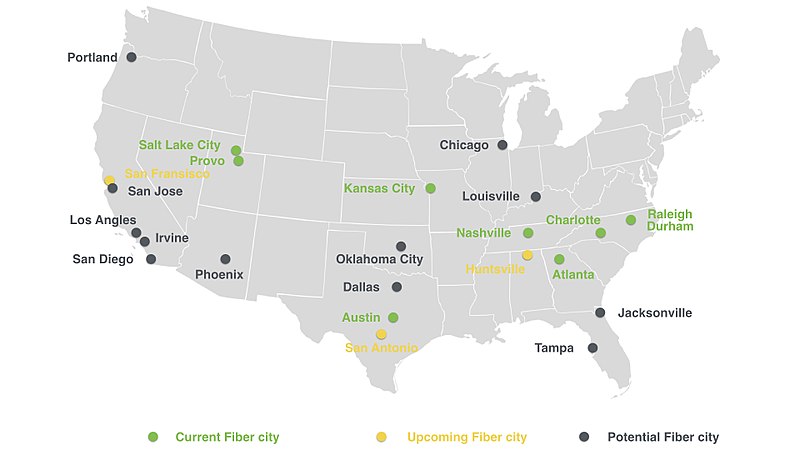 Portland
Salt Lake City
Provo
San Fransisco
San Jose
Los Angles
Irvine
San Diego
Phoenix
Chicago
Kansas City
Louisville
Nashville
Charlotte
Raleigh
Durham
Oklahoma City
Huntsville
Atlanta
Dallas
Austin
San Antonio
Jacksonville
Tampa
Current Fiber city
Upcoming Fiber city
Potential Fiber city